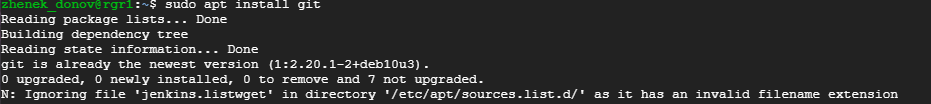 zhenek_donov@rgr1:~$ sudo apt install git
Reading package lists... Done
Building dependency tree
Reading state information... Done
git is already the newest version (1:2.20.1-2+deb10u3).
0 upgraded, 0 newly installed, 0 to remove and 7 not upgraded.
N: Ignoring file 'jenkins.listwget' in directory '/etc/apt/sources.list.d/' as it has an invalid filename extension